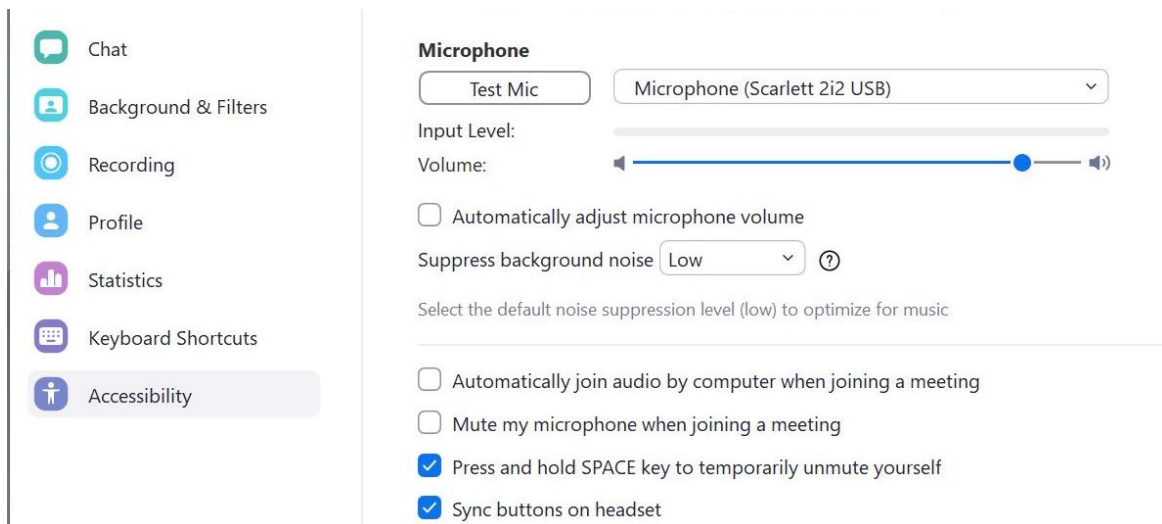 Chat
Background & Filters
Recording
Profile
Statistics
Keyboard Shortcuts
Accessibility
Microphone
Test Mic
Microphone (Scarlett 2i2 USB)
Input Level:
Volume:
Automatically adjust microphone volume
Suppress background noise Low
Select the default noise suppression level (low) to optimize for music
Automatically join audio by computer when joining a meeting
Mute my microphone when joining a meeting
Press and hold SPACE key to temporarily unmute yourself
Sync buttons on headset